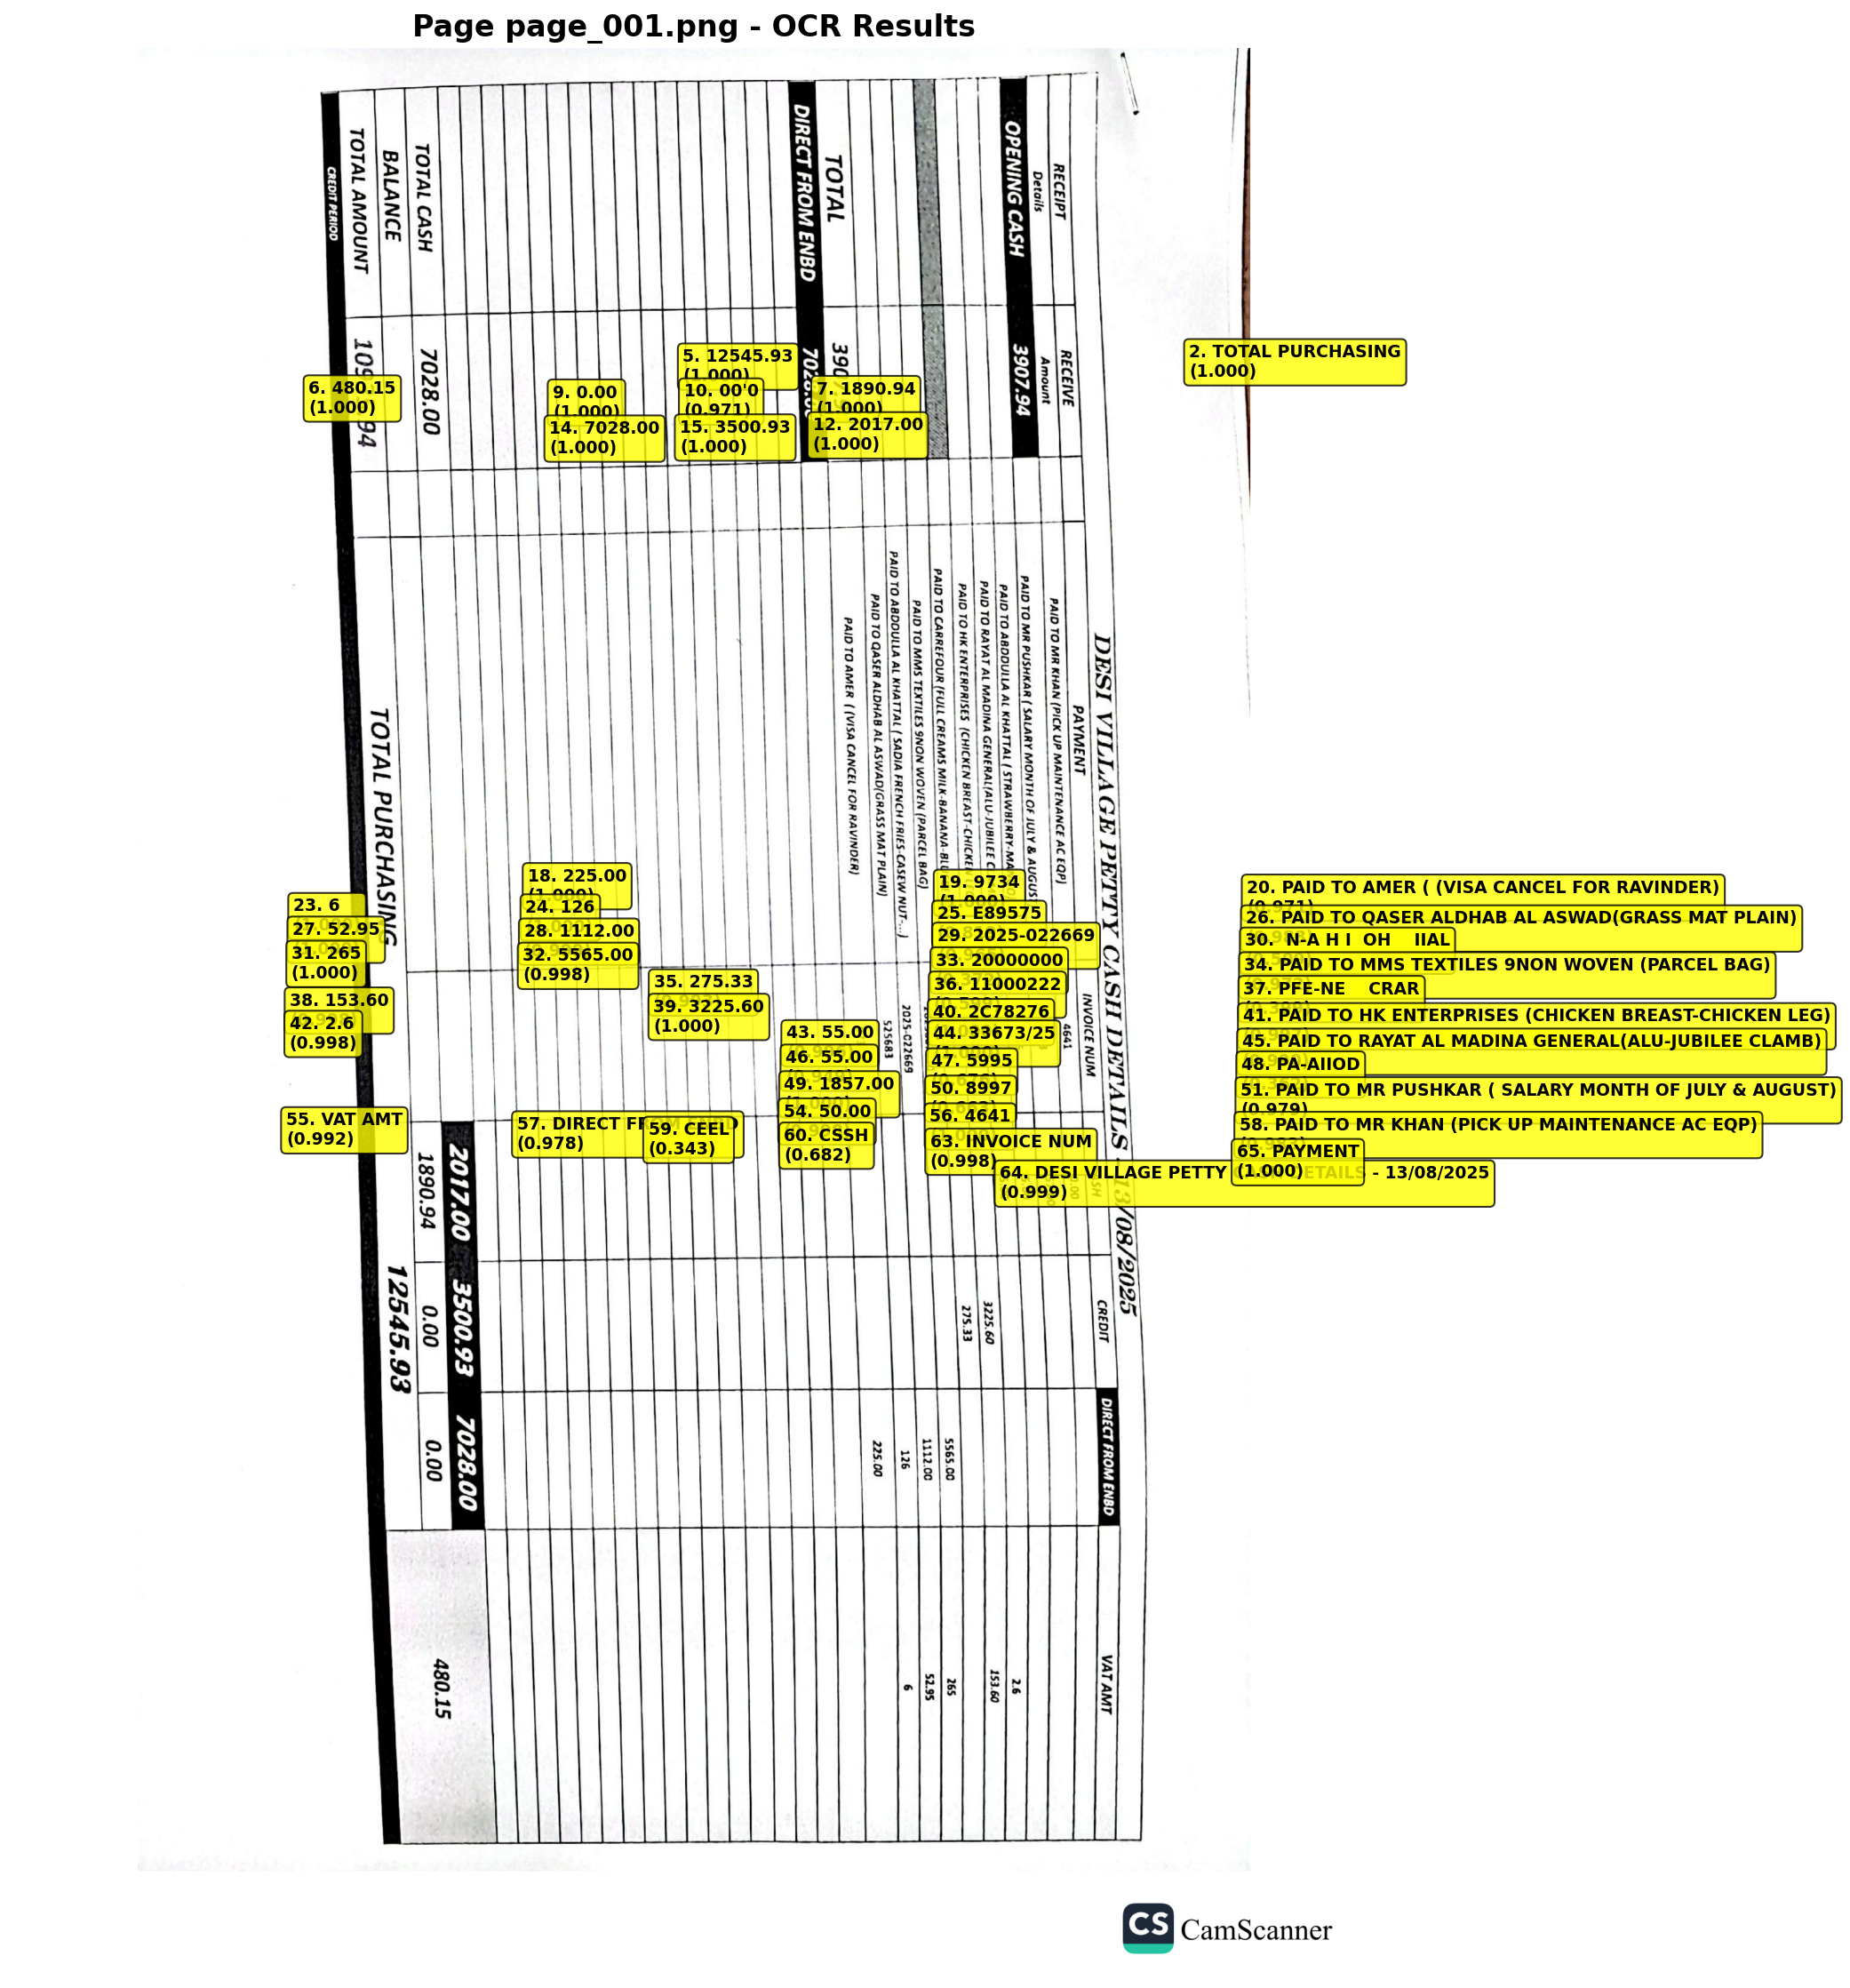 Page page_001.png - OCR Results
DESI VILLAGE PETTY CASH DETAILS - 13/08/2025
RECEIPT
Details
RECEIVE
Amount
PAYMENT
INVOICE NUM
CREDIT
DIRECT FROM ENBD
VAT AMT
OPENING CASH 3907.94
PAID TO MR KHAN (PICK UP MAINTENANCE AC EQP) 4641
PAID TO MR PUSHKAR ( SALARY MONTH OF JULY & AUGUS
PAID TO ABDDULLA AL KHATTAL ( STRAWBERRY-MA
2.6
PAID TO RAYAT AL MADINA GENERAL(ALU-JUBILEE C
3225.60 153.60
PAID TO HK ENTERPRISES (CHICKEN BREAST-CHICKEN
275.33
PAID TO CARREFOUR (FULL CREAMS MILK-BANANA-BL
5565.00 265
PAID TO MMS TEXTILES 9NON WOVEN (PARCEL BAG)
1112.00 52.95
PAID TO ABDDULLA AL KHATTAL ( SADIA FRENCH FRIES-CASEW NUT-...) 2025-022669 126 6
PAID TO QASER ALDHAB AL ASWAD(GRASS MAT PLAIN) 525683
PAID TO AMER ( (VISA CANCEL FOR RAVINDER)
225.00
TOTAL
DIRECT FROM ENBD
2017.00 3500.93 7028.00
TOTAL CASH 7028.00
BALANCE
1890.94 0.00 0.00 480.15
TOTAL AMOUNT
TOTAL PURCHASING 12545.93
CREDIT PERIOD
2. TOTAL PURCHASING
(1.000)
5. 12545.93
(1.000)
6. 480.15
(1.000)
7. 1890.94
(1.000)
9. 0.00
(1.000)
10. 00'0
(0.971)
12. 2017.00
(1.000)
14. 7028.00
(1.000)
15. 3500.93
(1.000)
18. 225.00
(1.000)
19. 9734
(1.000)
20. PAID TO AMER ( (VISA CANCEL FOR RAVINDER)
(0.971)
23. 6
24. 126
25. E89575
26. PAID TO QASER ALDHAB AL ASWAD(GRASS MAT PLAIN)
27. 52.95
28. 1112.00
29. 2025-022669
30. N-A H I OH IIAL
31. 265
(1.000)
32. 5565.00
(0.998)
33. 20000000
34. PAID TO MMS TEXTILES 9NON WOVEN (PARCEL BAG)
35. 275.33
36. 11000222
37. PFE-NE CRAR
38. 153.60
39. 3225.60
(1.000)
40. 2C78276
41. PAID TO HK ENTERPRISES (CHICKEN BREAST-CHICKEN LEG)
42. 2.6
(0.998)
43. 55.00
44. 33673/25
45. PAID TO RAYAT AL MADINA GENERAL(ALU-JUBILEE CLAMB)
46. 55.00
47. 5995
48. PA-AIIOD
49. 1857.00
50. 8997
51. PAID TO MR PUSHKAR ( SALARY MONTH OF JULY & AUGUST)
(0.979)
54. 50.00
55. VAT AMT
(0.992)
56. 4641
57. DIRECT FR
(0.978)
58. PAID TO MR KHAN (PICK UP MAINTENANCE AC EQP)
59. CEEL
(0.343)
60. CSSH
(0.682)
63. INVOICE NUM
(0.998)
64. DESI VILLAGE PETTY CASH DETAILS - 13/08/2025
(0.999)
65. PAYMENT
(1.000)
CS CamScanner